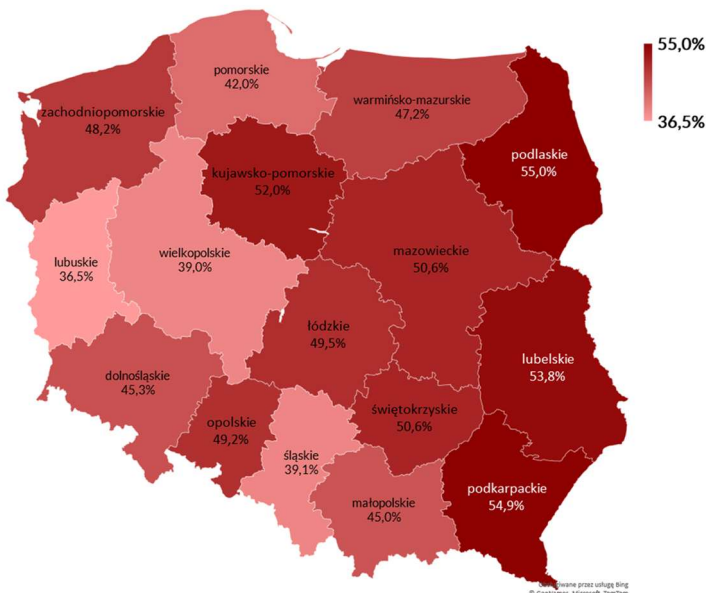 55,0%
36,5%
pomorskie
42,0%
warmińsko-mazurskie
47,2%
zachodniopomorskie
48,2%
podlaskie
55,0%
kujawsko-pomorskie
52,0%
mazowieckie
50,6%
wielkopolskie
39,0%
lubuskie
36,5%
łódzkie
49,5%
lubelskie
53,8%
dolnośląskie
45,3%
świętokrzyskie
50,6%
opolskie
49,2%
śląskie
39,1%
podkarpackie
54,9%
małopolskie
45,0%
przez usługę Bing
© GeoNames, Microsoft, TomTom